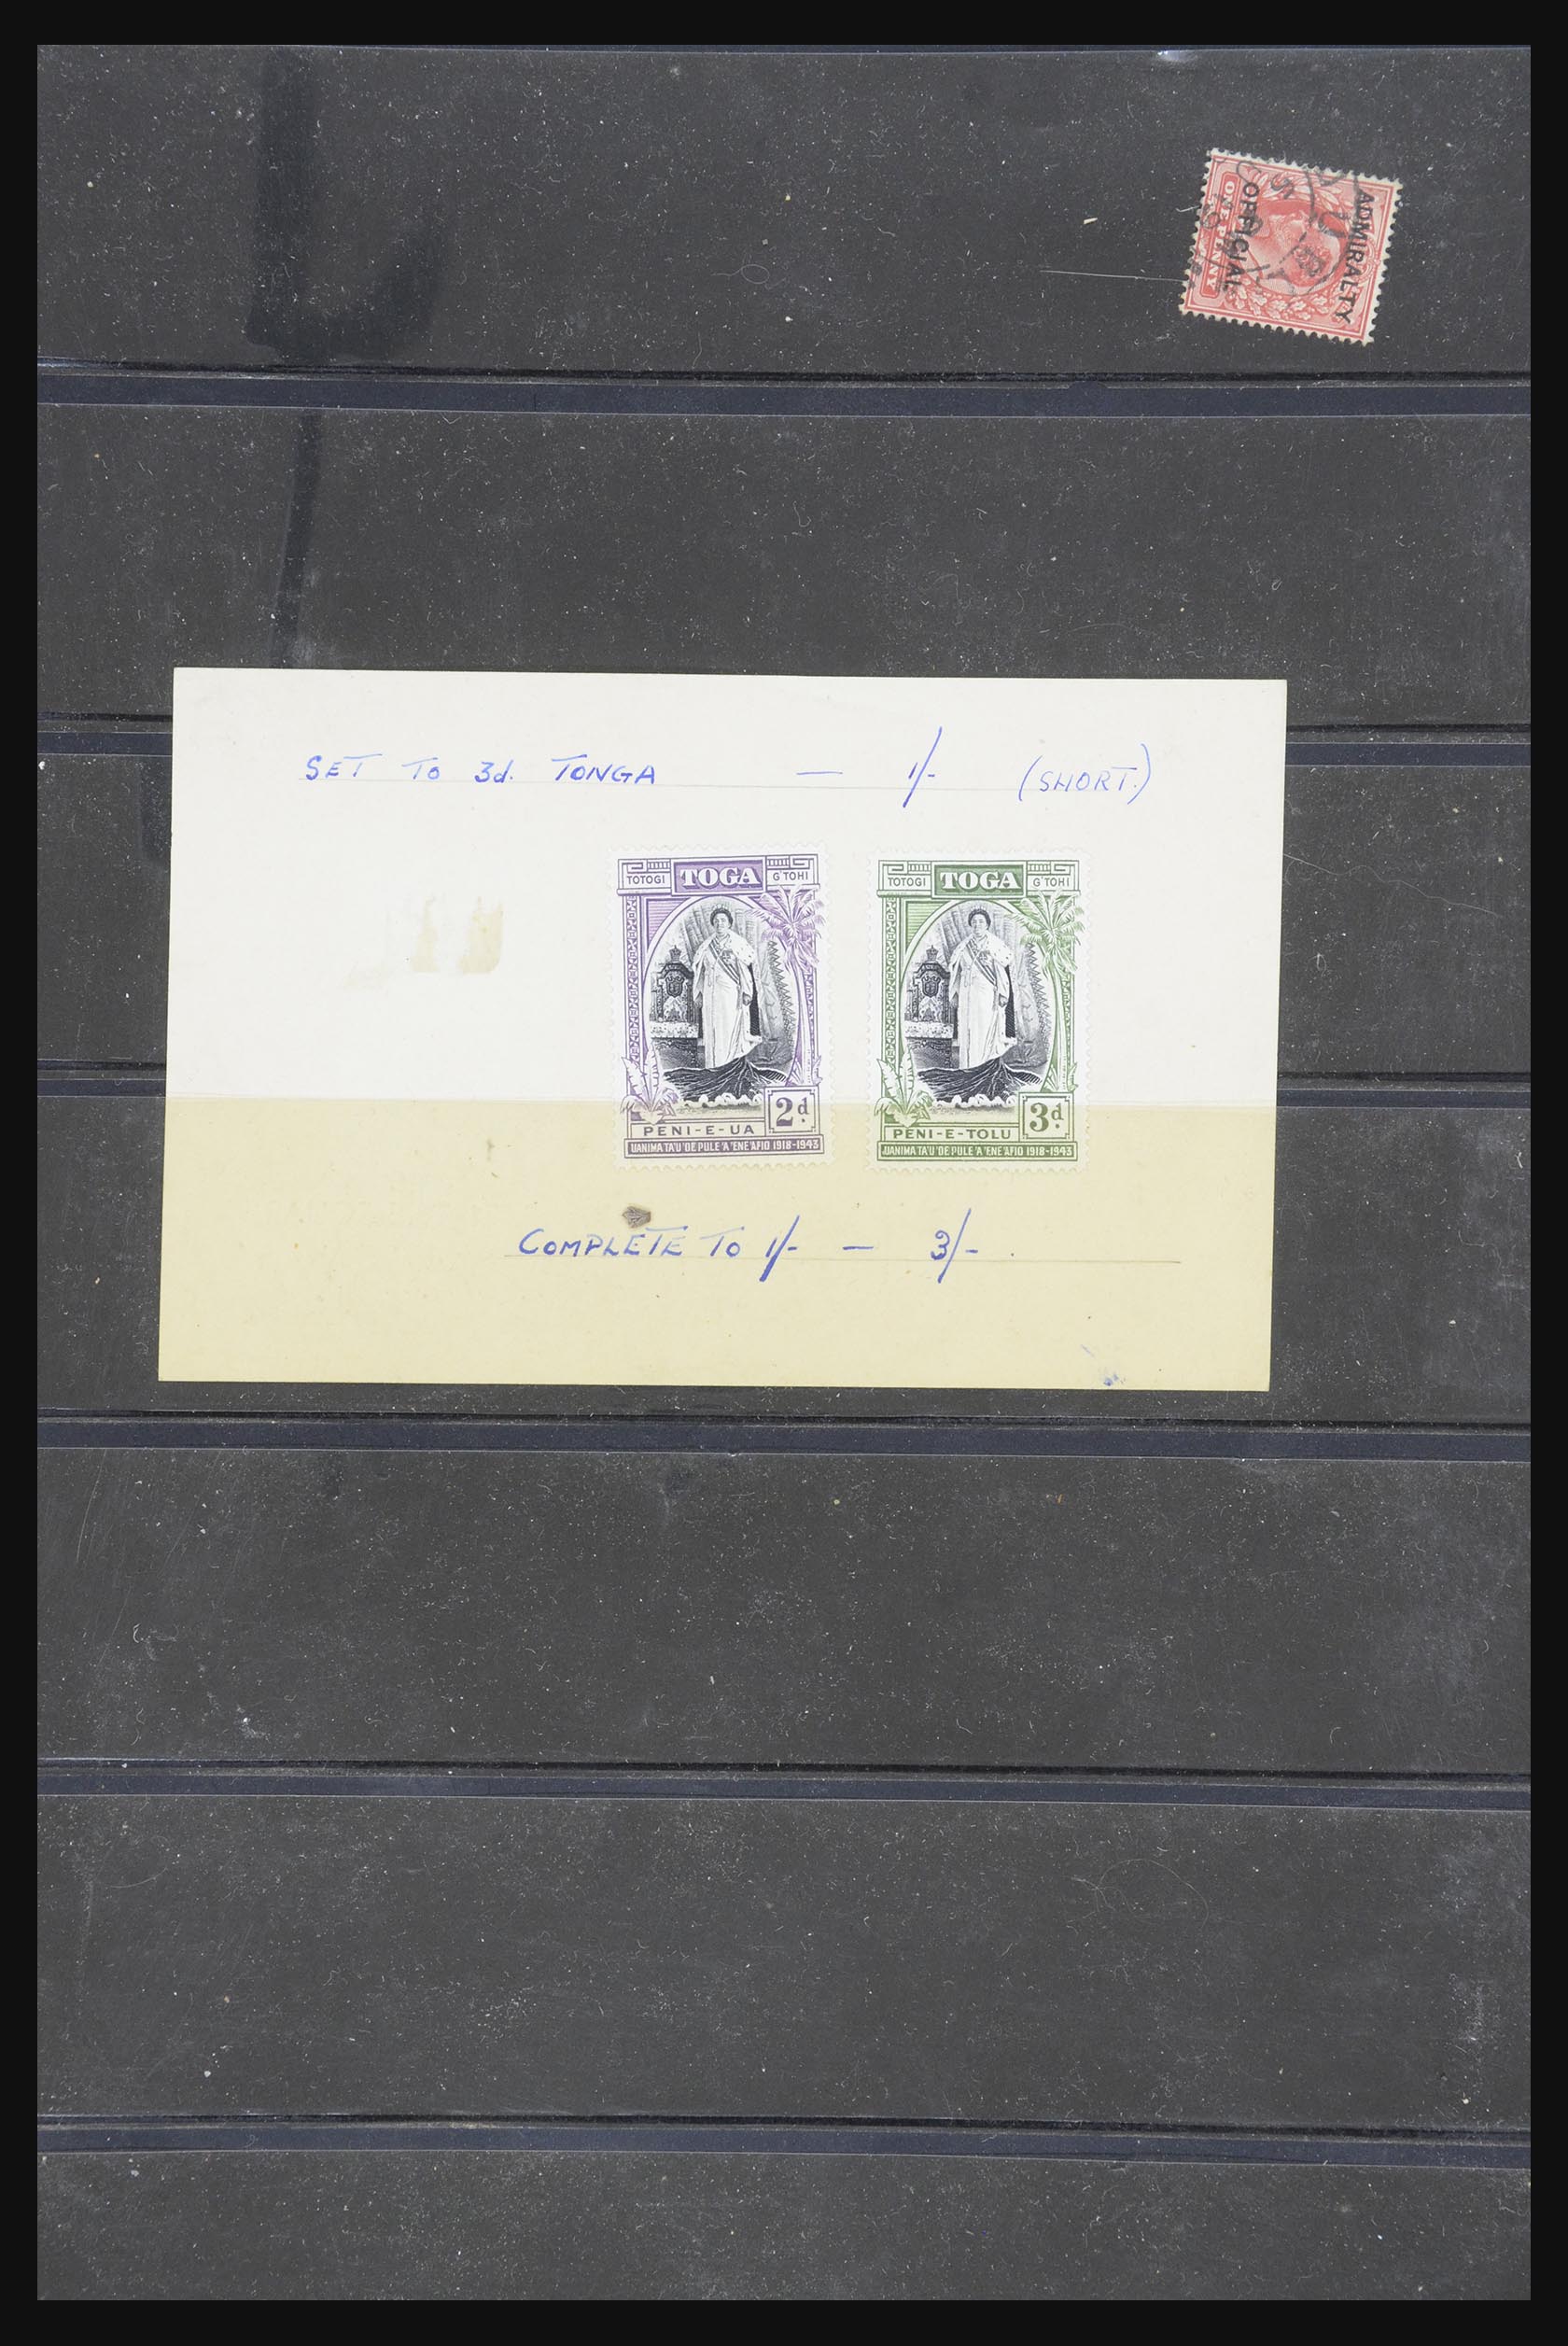 ADMIRALTY
OFFICIAL
ONE PENNY
SET TO 3d. TONGA — 1/- (SHORT.)
TOTOGI TOGA G'TOHI
2d.
PENI-E-UA
UANIMA TA'U 'OE PULE 'A 'ENE 'AFIO 1918-1943
TOTOGI TOGA G'TOHI
3d.
PENI-E-TOLU
UANIMA TA'U 'OE PULE 'A 'ENE 'AFIO 1918-1943
COMPLETE TO 1/- — 3/- .